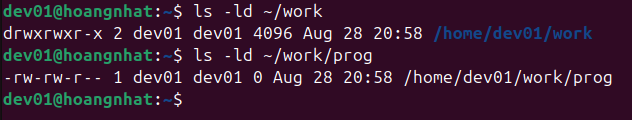 dev01@hoangnhat:~$ ls -ld ~/work
drwxrwxr-x 2 dev01 dev01 4096 Aug 28 20:58 /home/dev01/work
dev01@hoangnhat:~$ ls -ld ~/work/prog
-rw-rw-r-- 1 dev01 dev01 0 Aug 28 20:58 /home/dev01/work/prog
dev01@hoangnhat:~$